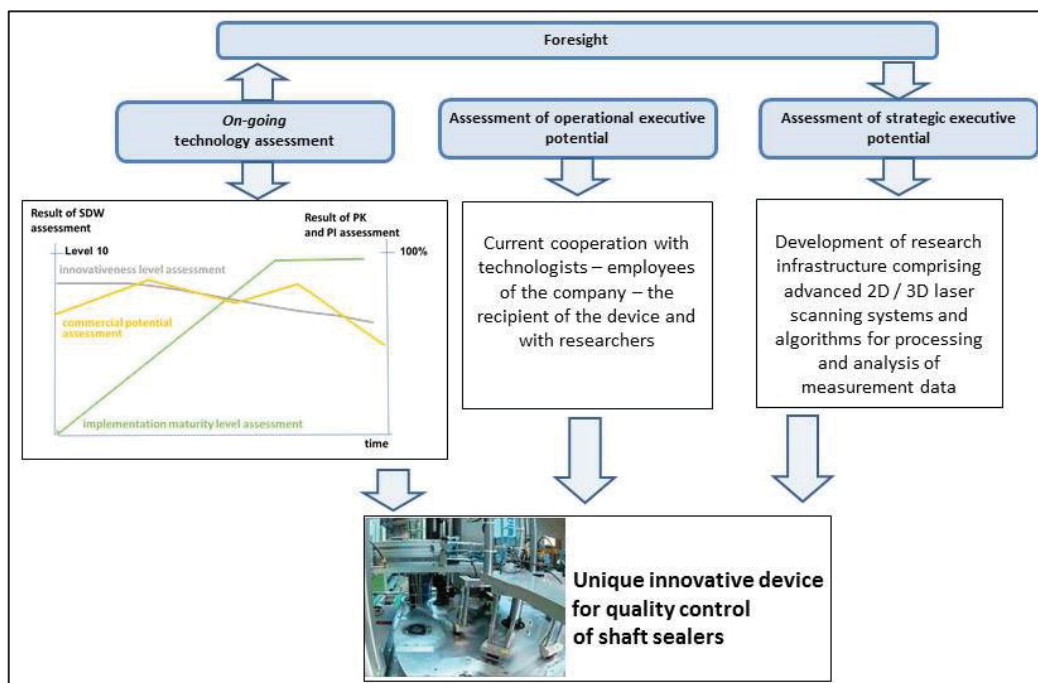 Foresight
On-going
technology assessment
Assessment of operational executive
potential
Assessment of strategic executive
potential
Result of SDW
assessment
Result of PK
and PI assessment
Level 10
100%
innovativeness level assessment
commercial potential
assessment
implementation maturity level assessment
time
Current cooperation with
technologists – employees
of the company – the
recipient of the device and
with researchers
Development of research
infrastructure comprising
advanced 2D / 3D laser
scanning systems and
algorithms for processing
and analysis of
measurement data
Unique innovative device
for quality control
of shaft sealers